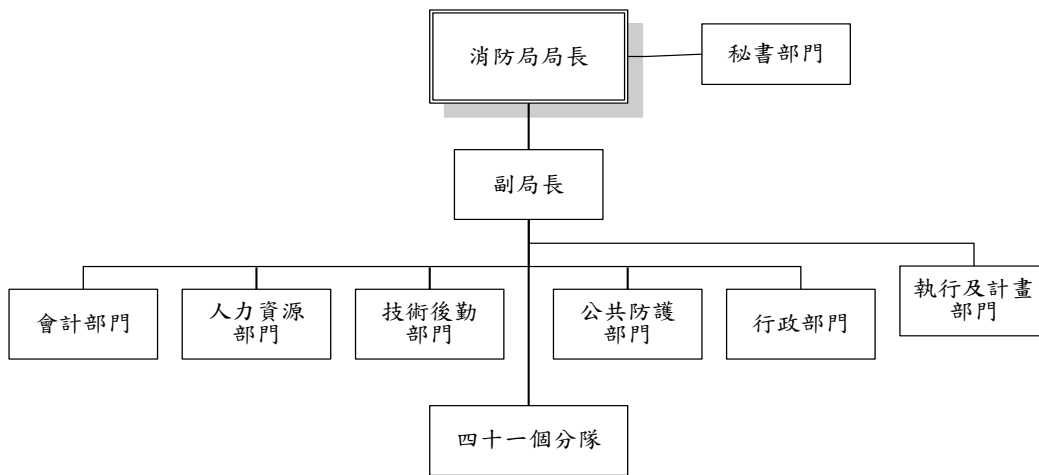 消防局局長
秘書部門
副局長
會計部門
人力資源
部門
技術後勤
部門
公共防護
部門
行政部門
執行及計畫
部門
四十一個分隊